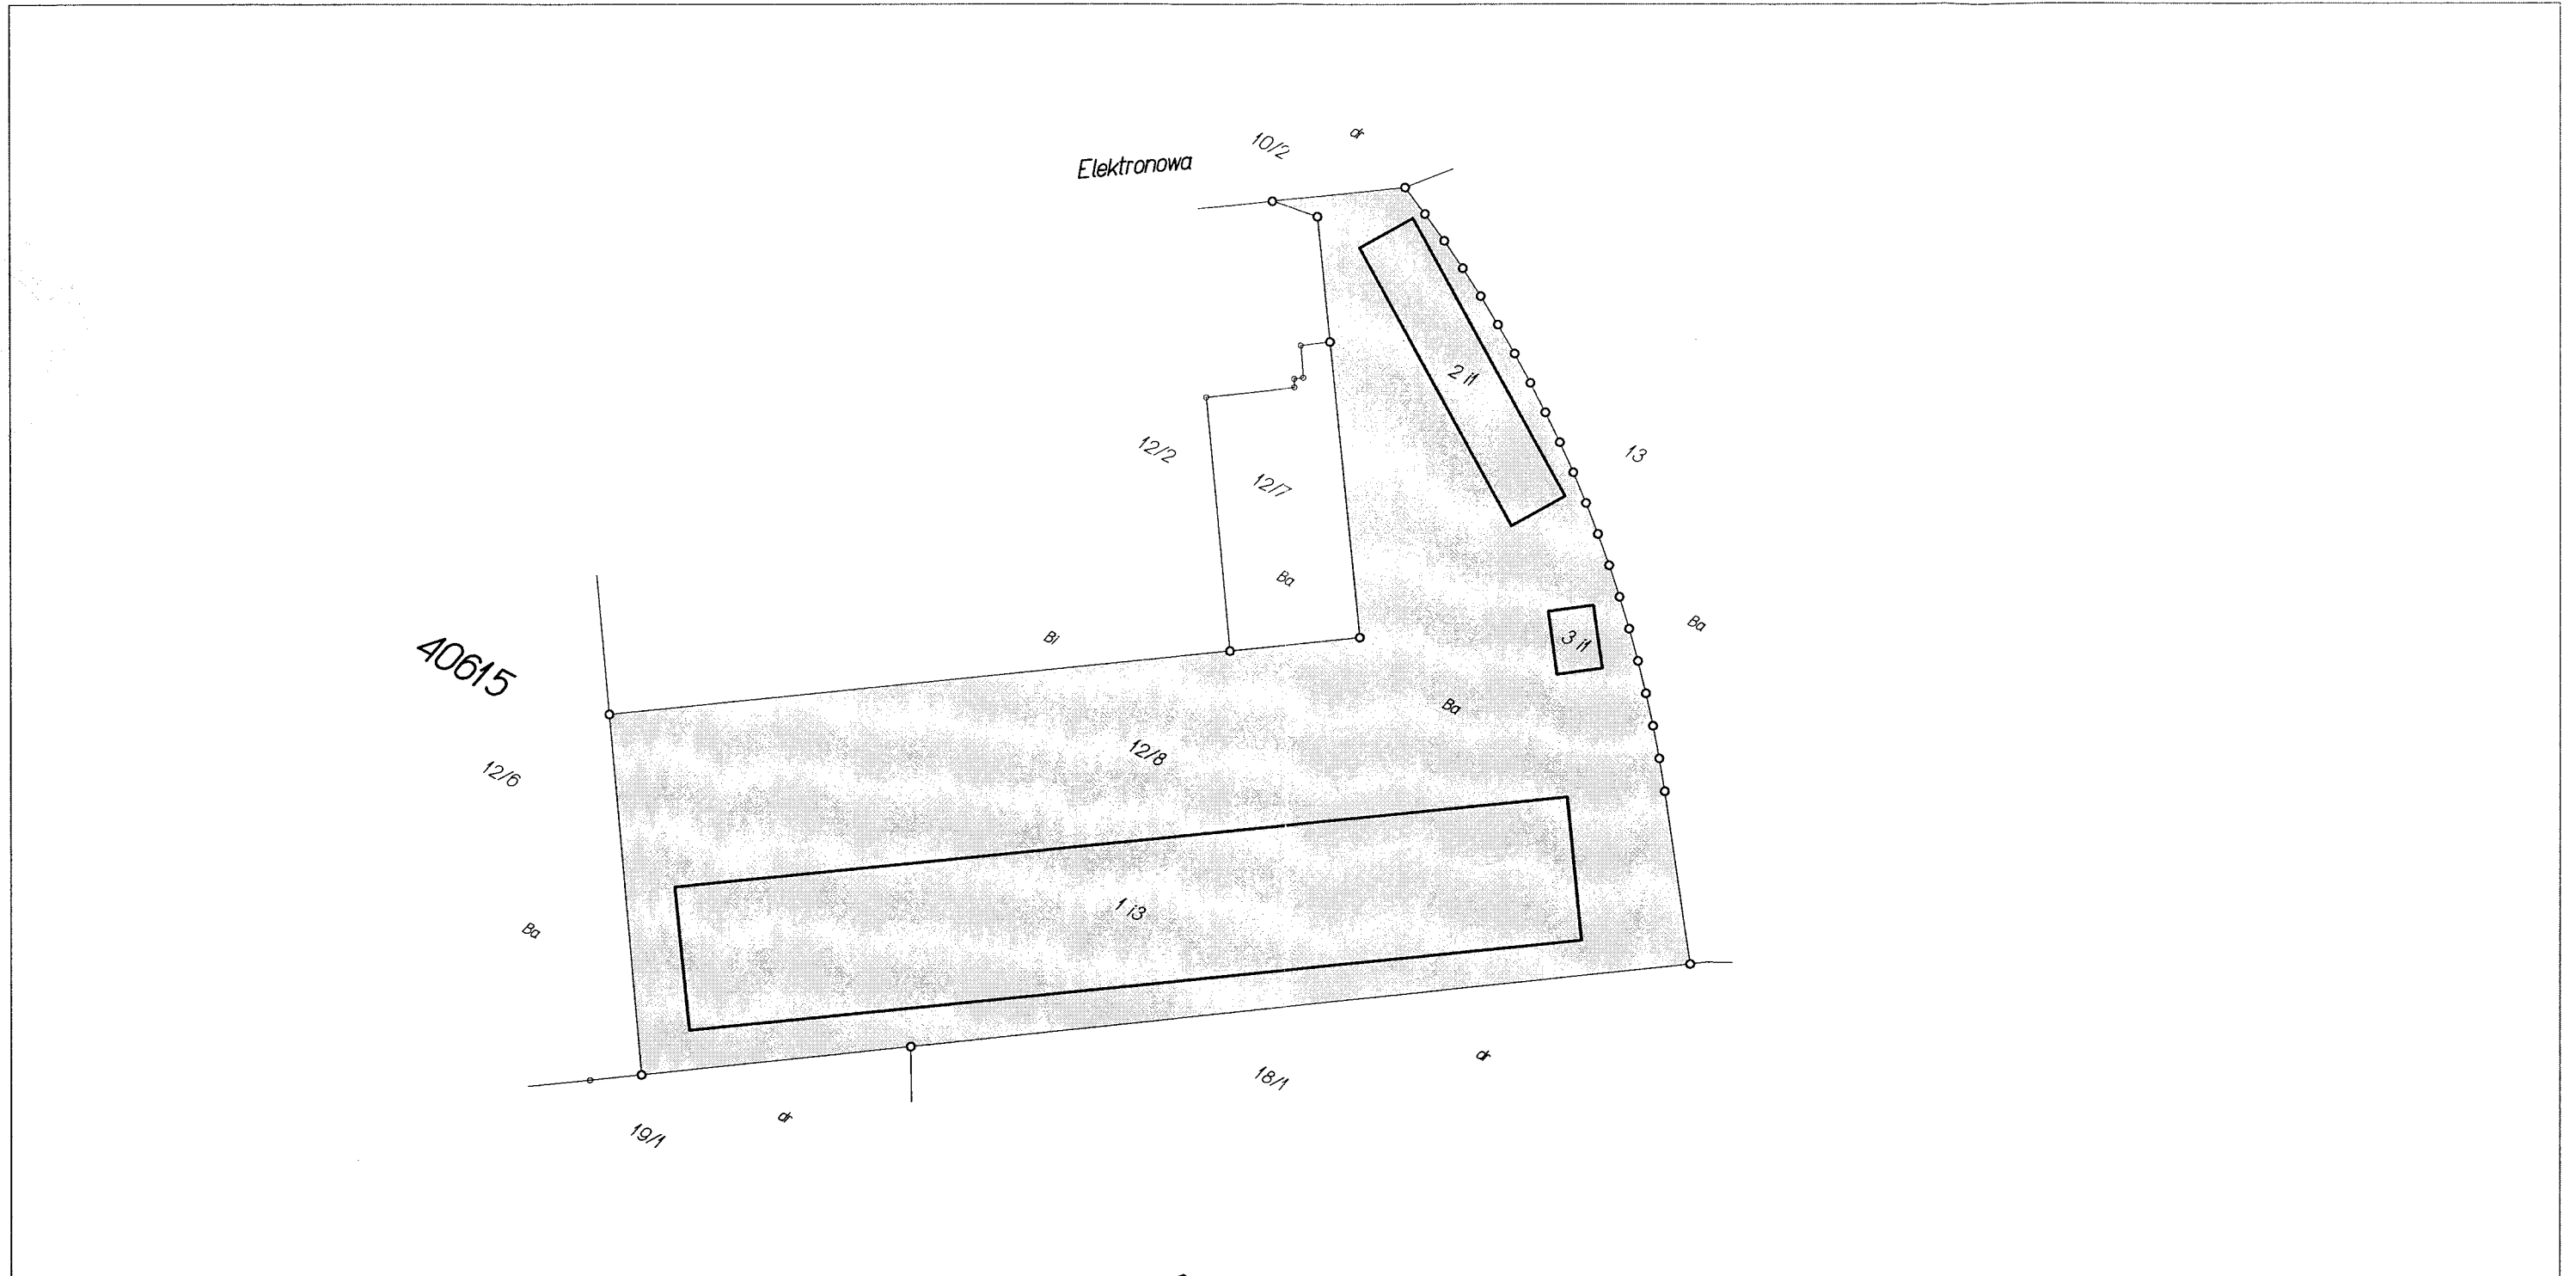 dr
10/2
Elektronowa
2 i1
12/2
13
12/7
Ba
3 i1
Ba
Bi
40615
Ba
12/8
12/6
1 i3
Ba
dr
18/1
dr
19/1